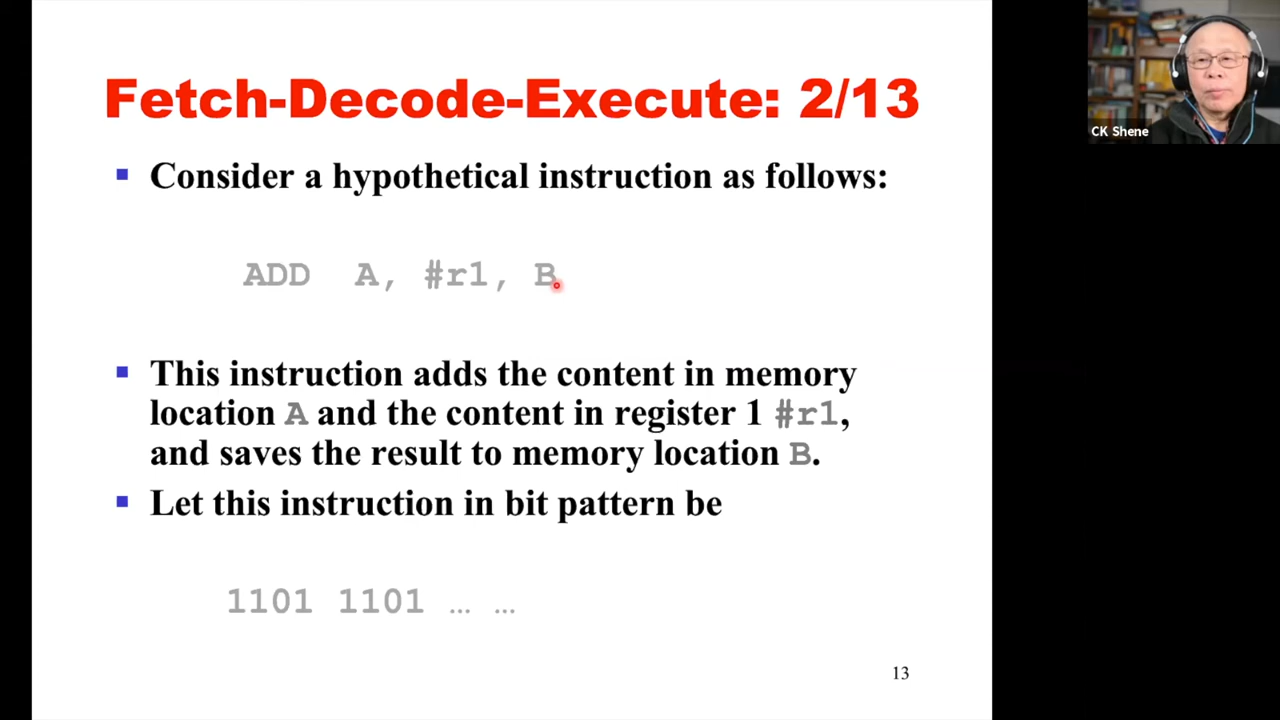 Fetch-Decode-Execute: 2/13
CK Shene
▪ Consider a hypothetical instruction as follows:
ADD A, #r1, B
▪ This instruction adds the content in memory
location A and the content in register 1 #r1,
and saves the result to memory location B.
▪ Let this instruction in bit pattern be
1101 1101 … …
13